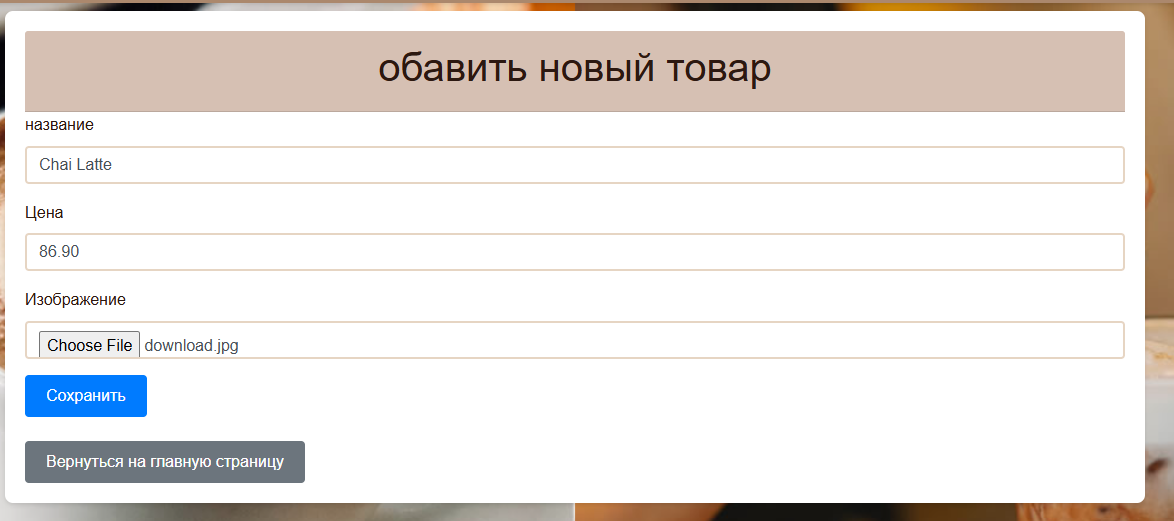 обавить новый товар
название
Chai Latte
Цена
86.90
Изображение
Choose File download.jpg
Сохранить
Вернуться на главную страницу